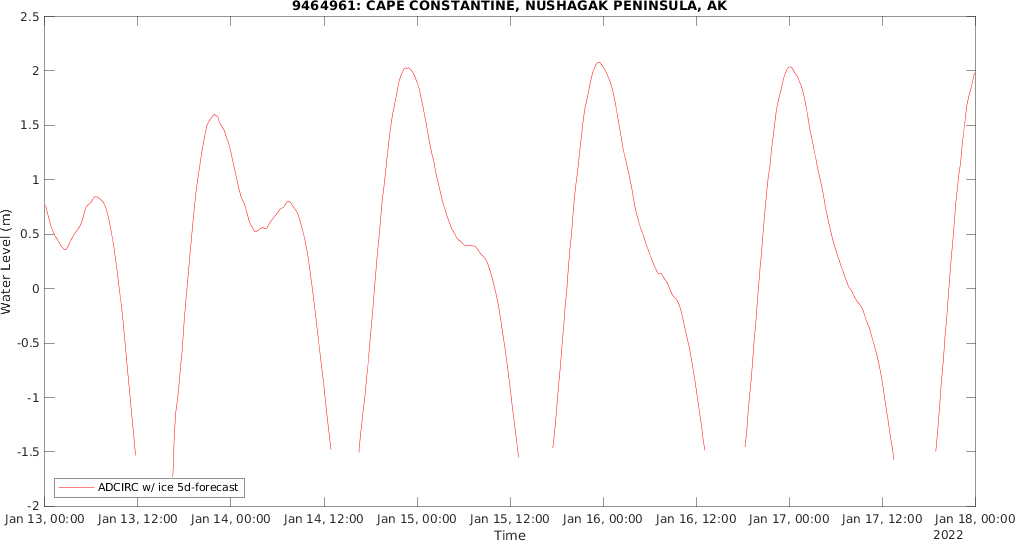 9464961: CAPE CONSTANTINE, NUSHAGAK PENINSULA, AK
2.5
2
1.5
1
0.5
0
-0.5
-1
-1.5
-2
Water Level (m)
ADCIRC w/ ice 5d-forecast
Jan 13, 00:00 Jan 13, 12:00 Jan 14, 00:00 Jan 14, 12:00 Jan 15, 00:00 Jan 15, 12:00 Jan 16, 00:00 Jan 16, 12:00 Jan 17, 00:00 Jan 17, 12:00 Jan 18, 00:00
Time
2022